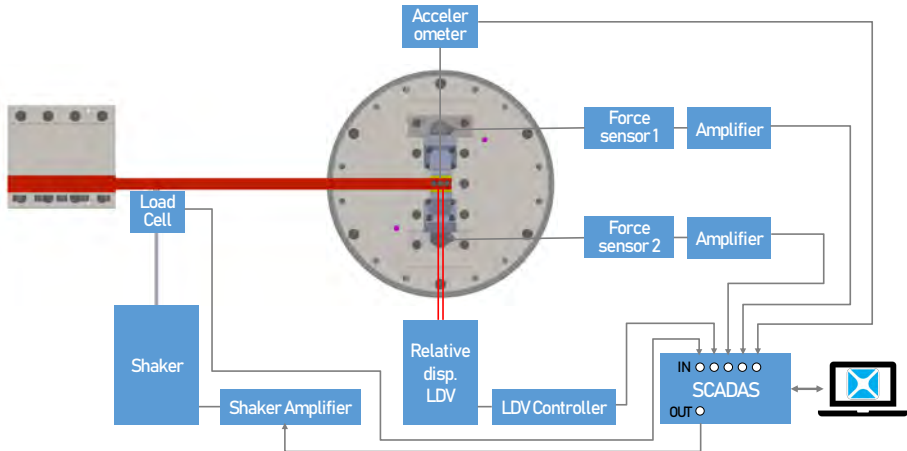 Acceler
ometer
Force
sensor 1
Amplifier
Load
Cell
Force
sensor 2
Amplifier
Shaker
Relative
disp.
LDV
IN
SCADAS
Shaker Amplifier
LDV Controller
OUT